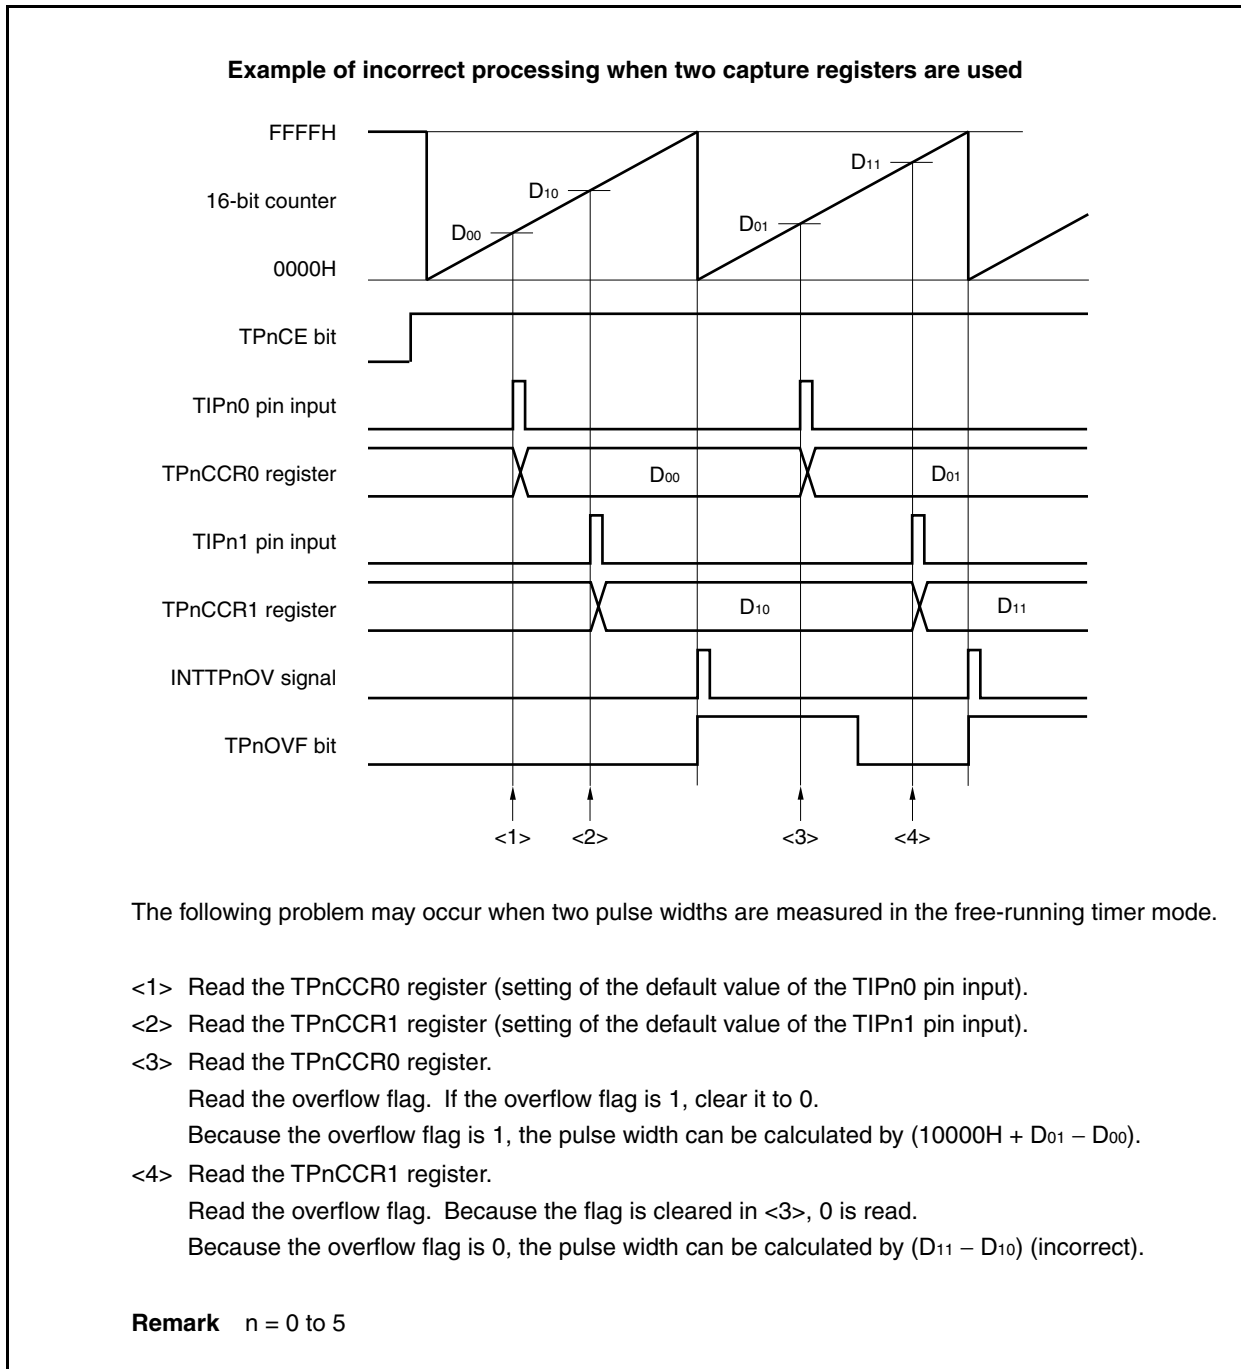 Example of incorrect processing when two capture registers are used
FFFFH
D11
D10
16-bit counter
D01
D00
0000H
TPnCE bit
TIPn0 pin input
TPnCCR0 register
D00
D01
TIPn1 pin input
TPnCCR1 register
D10
D11
INTTPnOV signal
TPnOVF bit
<1> <2> <3> <4>
The following problem may occur when two pulse widths are measured in the free-running timer mode.
<1> Read the TPnCCR0 register (setting of the default value of the TIPn0 pin input).
<2> Read the TPnCCR1 register (setting of the default value of the TIPn1 pin input).
<3> Read the TPnCCR0 register.
Read the overflow flag. If the overflow flag is 1, clear it to 0.
Because the overflow flag is 1, the pulse width can be calculated by (10000H + D01 − D00).
<4> Read the TPnCCR1 register.
Read the overflow flag. Because the flag is cleared in <3>, 0 is read.
Because the overflow flag is 0, the pulse width can be calculated by (D11 − D10) (incorrect).
Remark n = 0 to 5